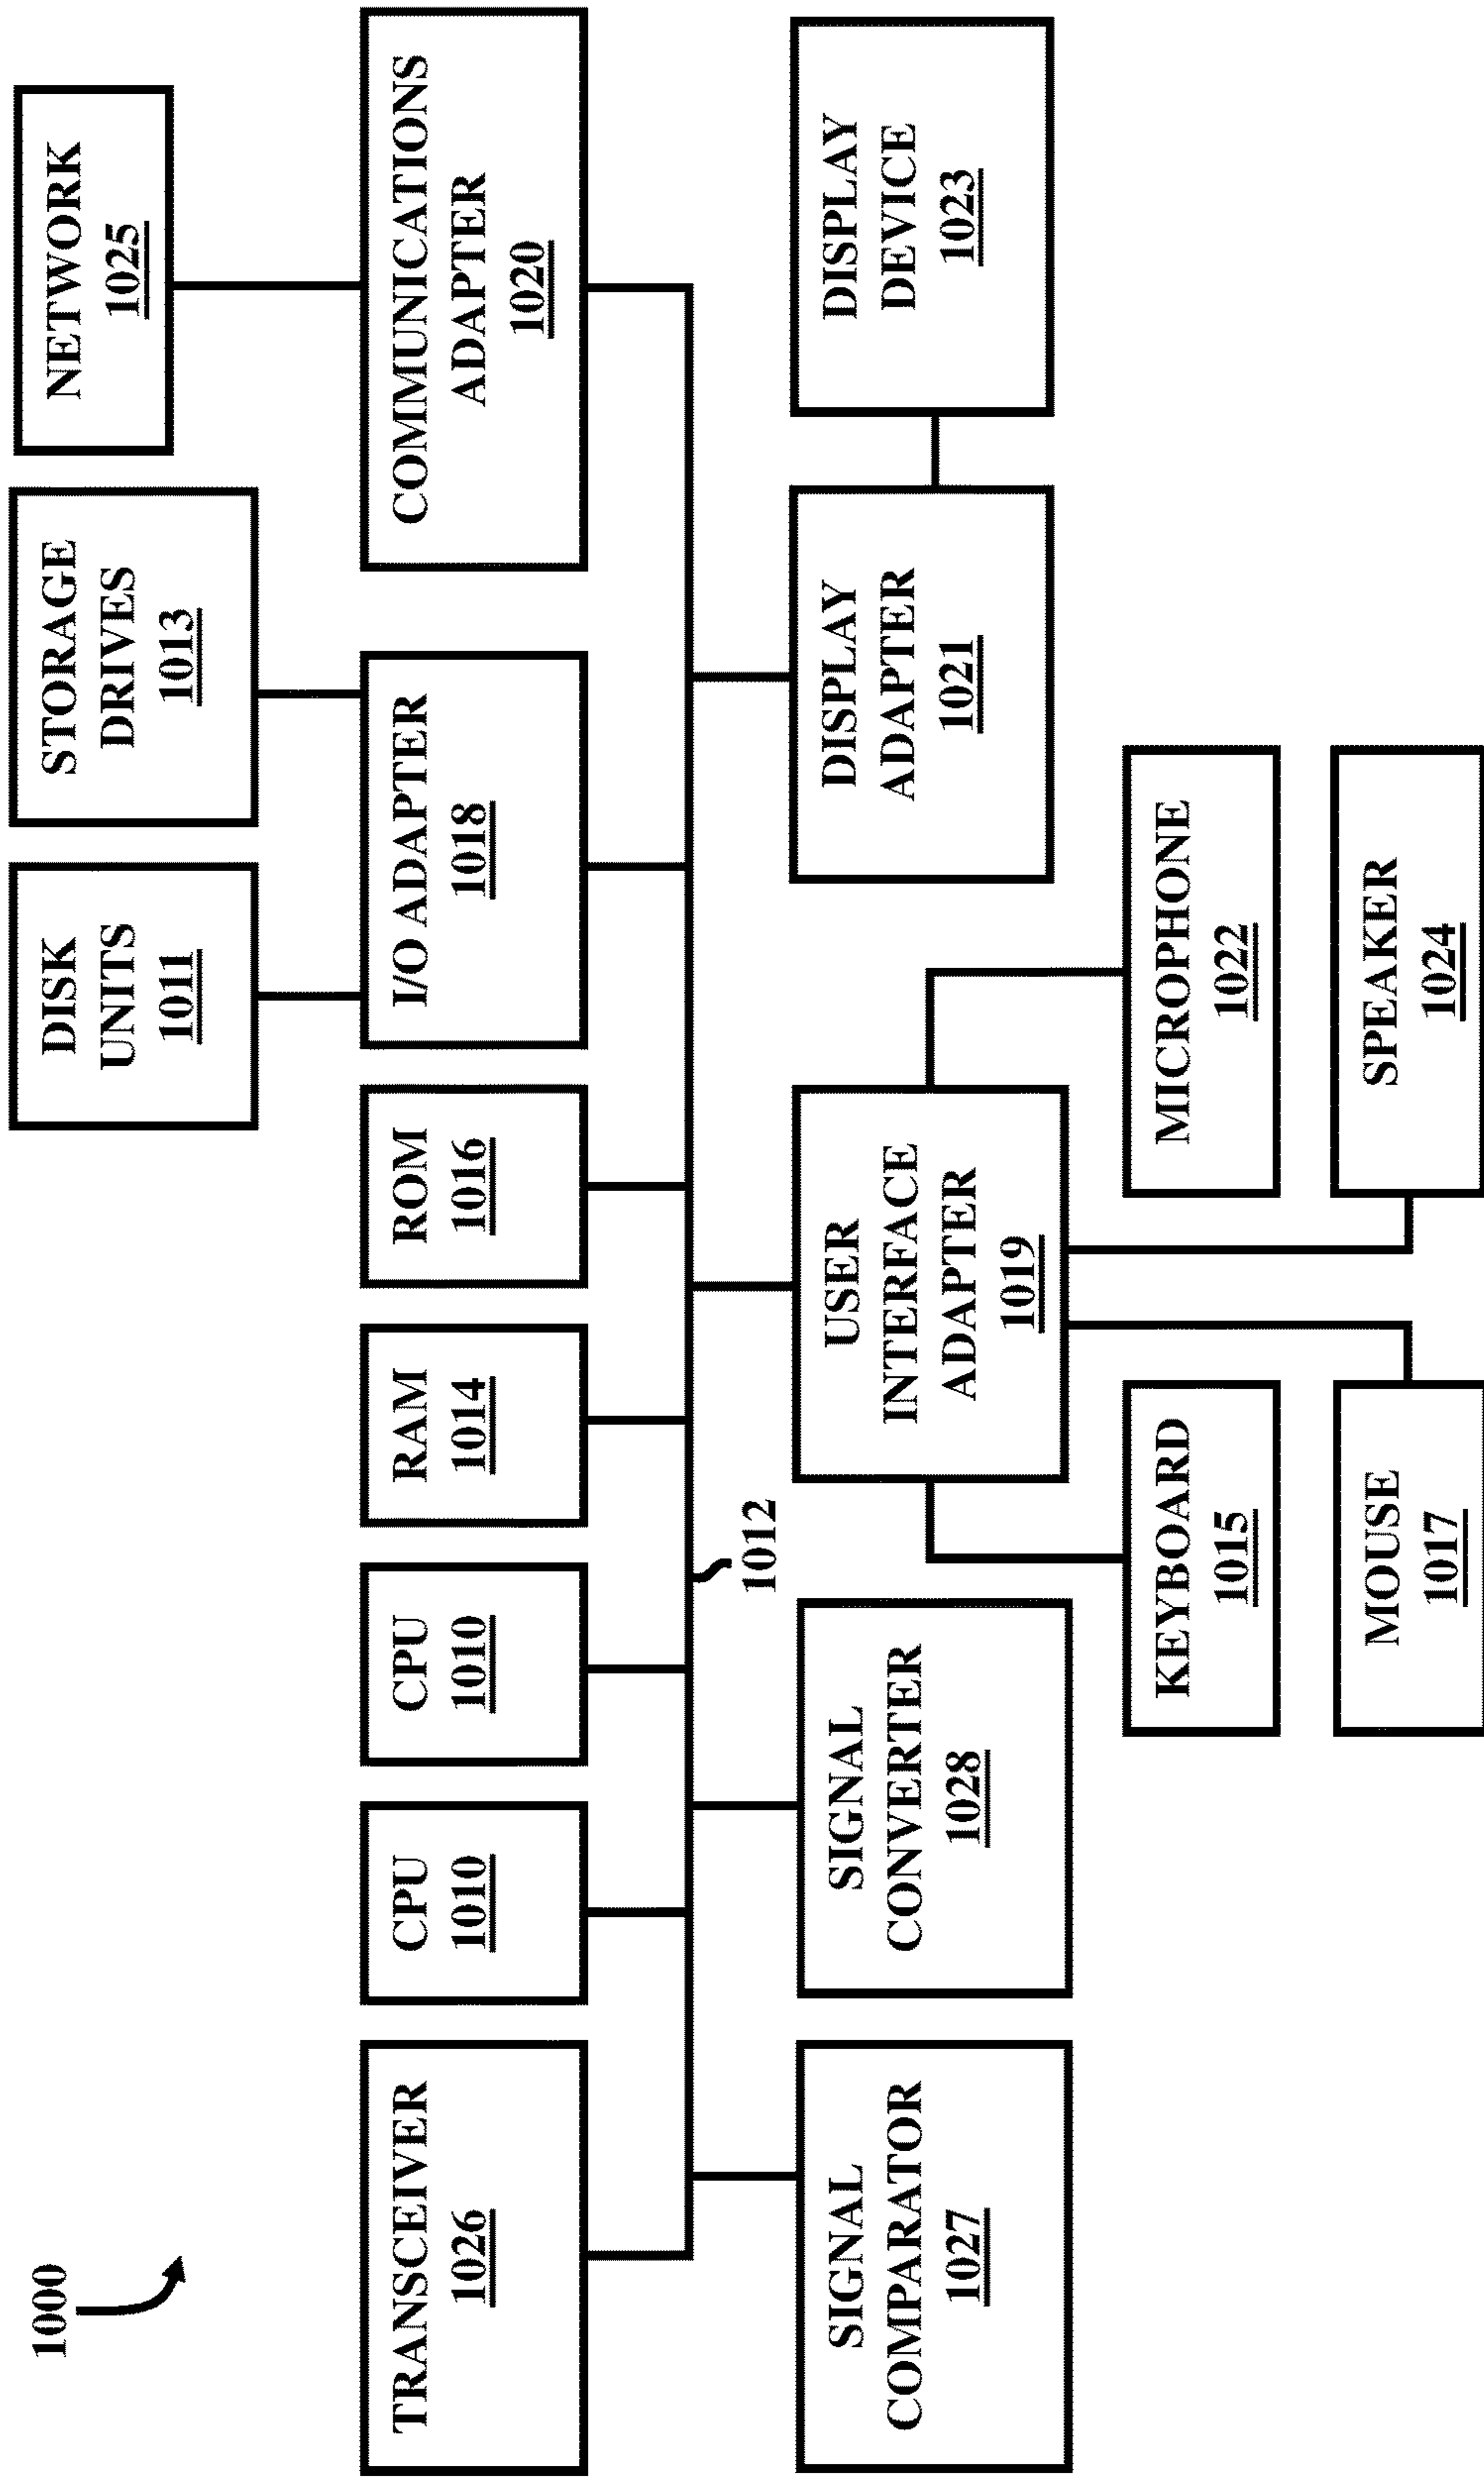 1000
DISK
UNITS
1011
STORAGE
DRIVES
1013
NETWORK
1025
TRANSCEIVER
1026
CPU
1010
CPU
1010
RAM
1014
ROM
1016
I/O ADAPTER
1018
COMMUNICATIONS
ADAPTER
1020
1012
SIGNAL
COMPARATOR
1027
SIGNAL
CONVERTER
1028
USER
INTERFACE
ADAPTER
1019
DISPLAY
ADAPTER
1021
DISPLAY
DEVICE
1023
KEYBOARD
1015
MICROPHONE
1022
MOUSE
1017
SPEAKER
1024